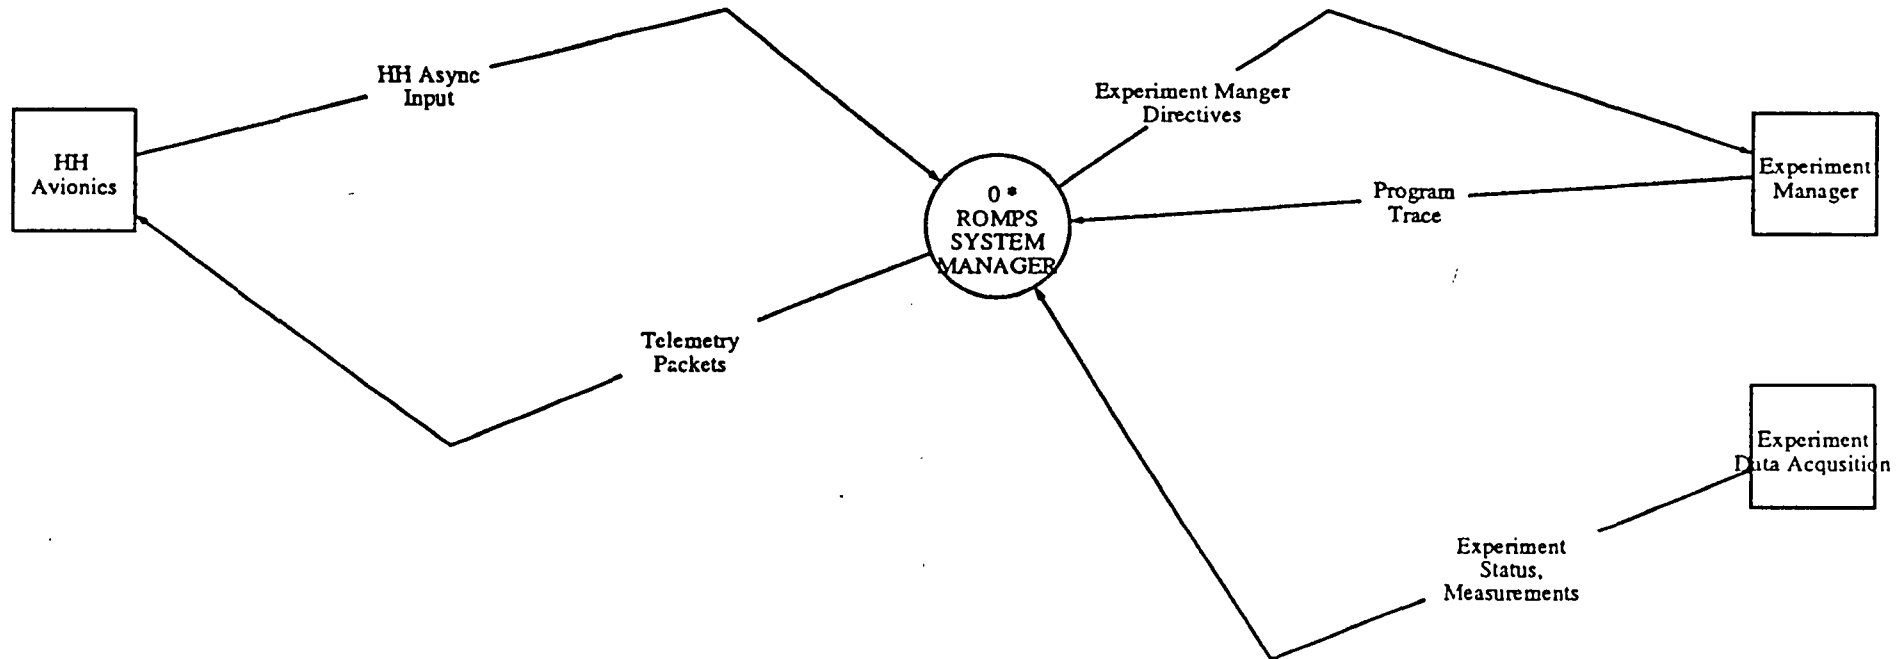 HH Async
Input
Experiment Manger
Directives
HH
Avionics
Experiment
Manager
Program
Trace
0 *
ROMPS
SYSTEM
MANAGER
Telemetry
Packets
Experiment
Data Acqusition
Experiment
Status,
Measurements